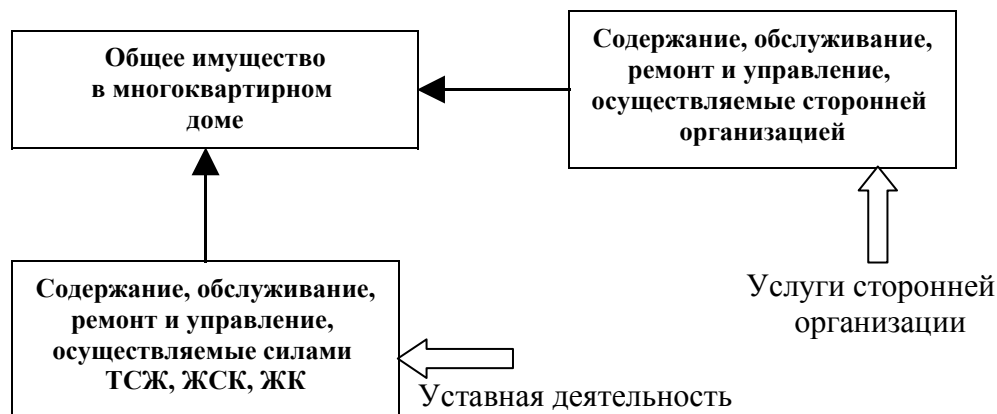 Общее имущество
в многоквартирном
доме
Содержание, обслуживание,
ремонт и управление,
осуществляемые сторонней
организацией
Содержание, обслуживание,
ремонт и управление,
осуществляемые силами
ТСЖ, ЖСК, ЖК
Услуги сторонней
организации
Уставная деятельность